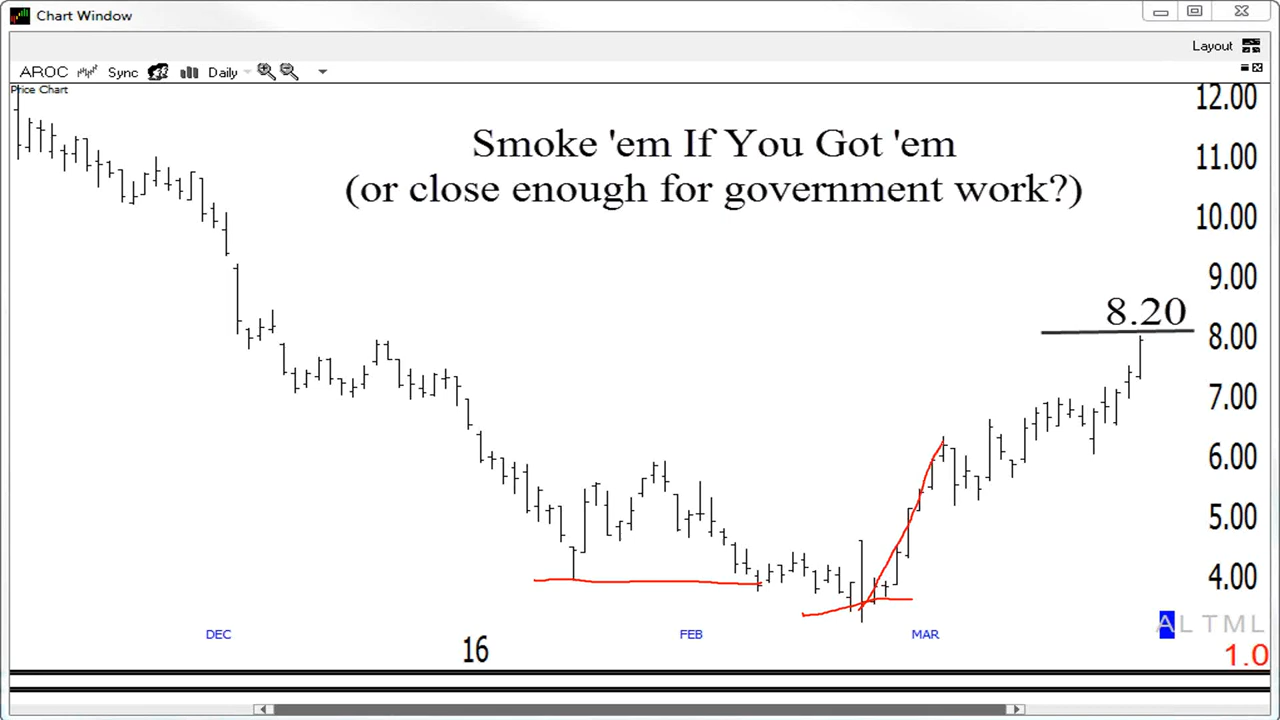 Chart Window
Layout
AROC Sync Daily
Price Chart
12.00
Smoke 'em If You Got 'em
11.00
(or close enough for government work?)
10.00
9.00
8.20
8.00
7.00
6.00
5.00
4.00
A L T M L
DEC 16 FEB MAR
1.0